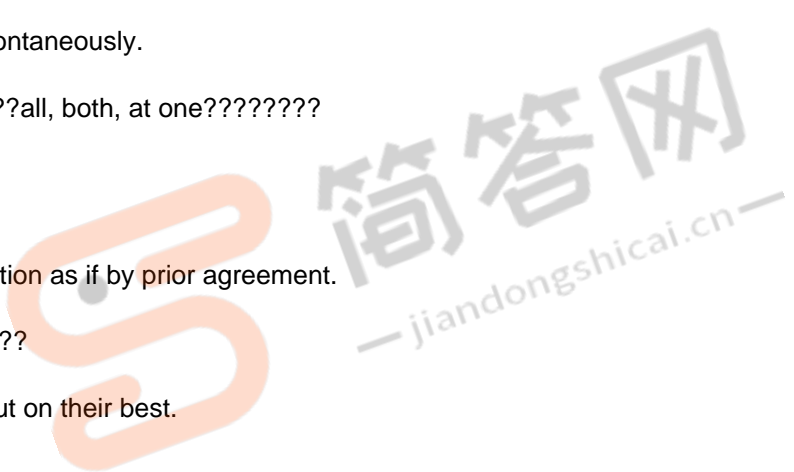 ontaneously.
??all, both, at one????????
tion as if by prior agreement.
??
ut on their best.
简答网
jiandongshicai.cn